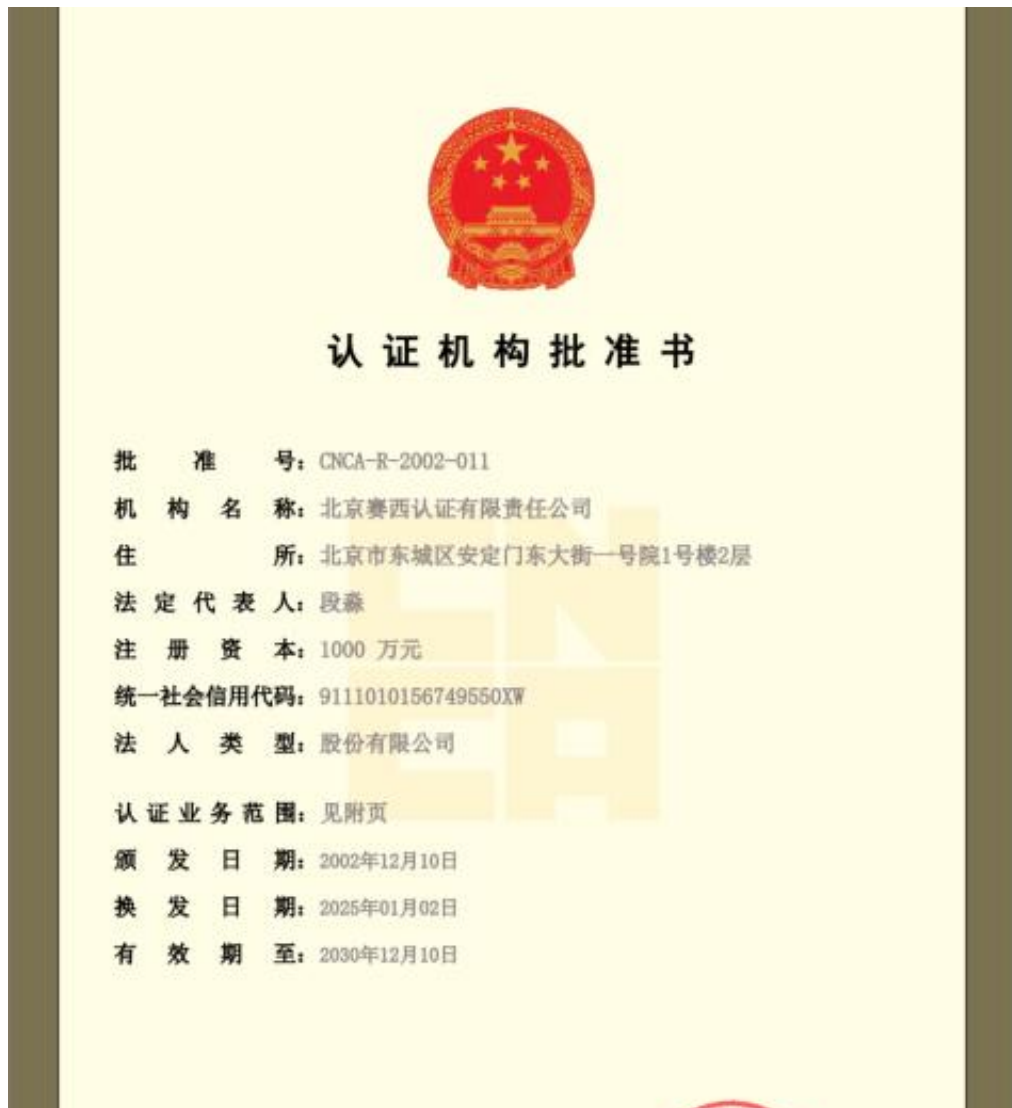 认证机构批准书
批准号：CNCA-R-2002-011
机构名称：北京赛西认证有限责任公司
住所：北京市东城区安定门东大街一号院1号楼2层
法定代表人：段淼
注册资本：1000 万元
统一社会信用代码：91110101567495500XW
法人类型：股份有限公司
认证业务范围：见附页
颁发日期：2002年12月10日
换发日期：2025年01月02日
有效期至：2030年12月10日